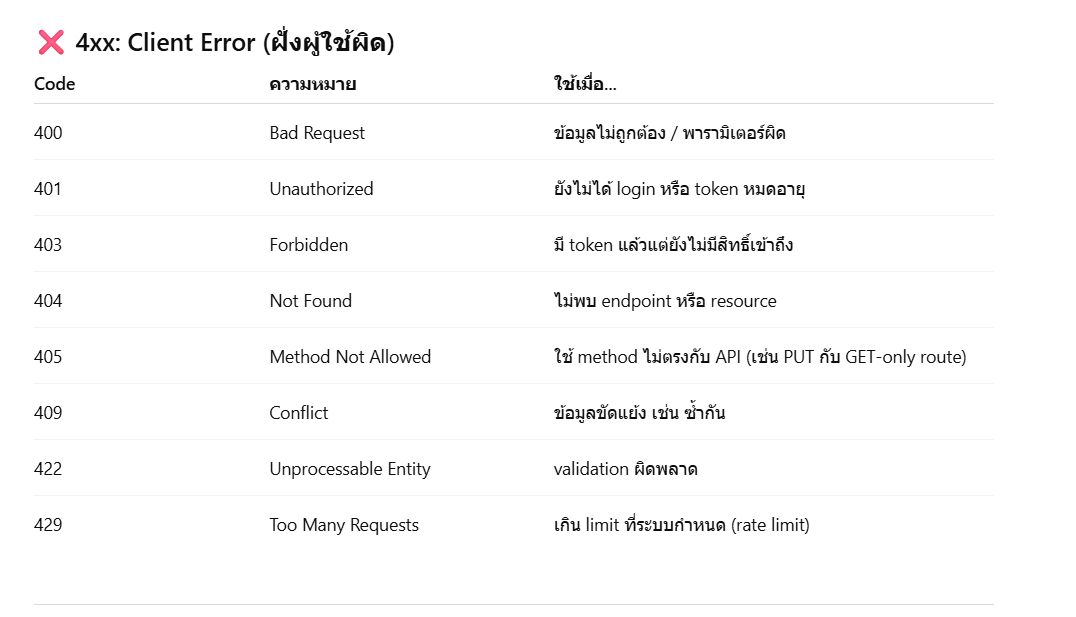 ❌ 4xx: Client Error (ฝั่งผู้ใช้ผิด)
Code ความหมาย ใช้เมื่อ...
400 Bad Request ข้อมูลไม่ถูกต้อง / พารามิเตอร์ผิด
401 Unauthorized ยังไม่ได้ login หรือ token หมดอายุ
403 Forbidden มี token แล้วแต่ยังไม่มีสิทธิ์เข้าถึง
404 Not Found ไม่พบ endpoint หรือ resource
405 Method Not Allowed ใช้ method ไม่ตรงกับ API (เช่น PUT กับ GET-only route)
409 Conflict ข้อมูลขัดแย้ง เช่น ซ้ำกัน
422 Unprocessable Entity validation ผิดพลาด
429 Too Many Requests เกิน limit ที่ระบบกำหนด (rate limit)